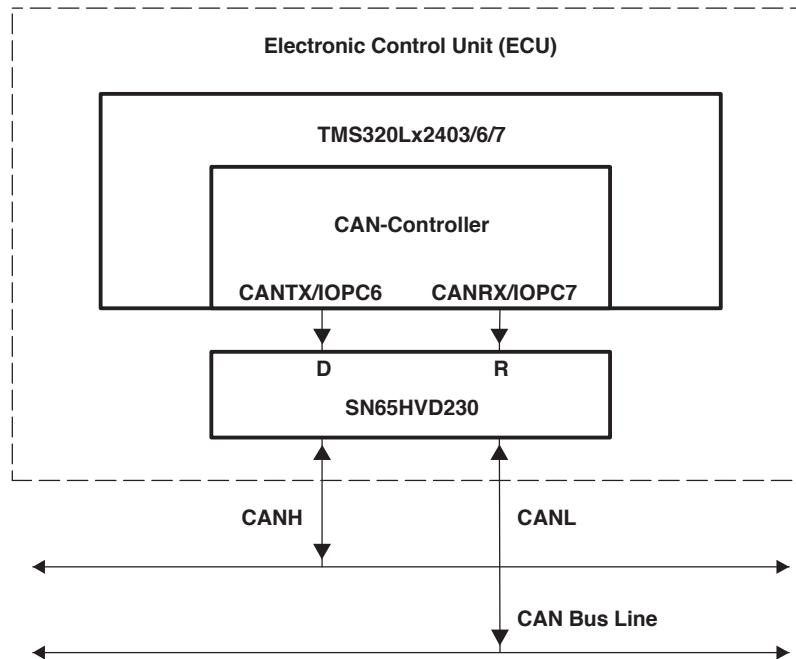 Electronic Control Unit (ECU)
TMS320Lx2403/6/7
CAN-Controller
CANTX/IOPC6 CANRX/IOPC7
D R
SN65HVD230
CANH CANL
CAN Bus Line